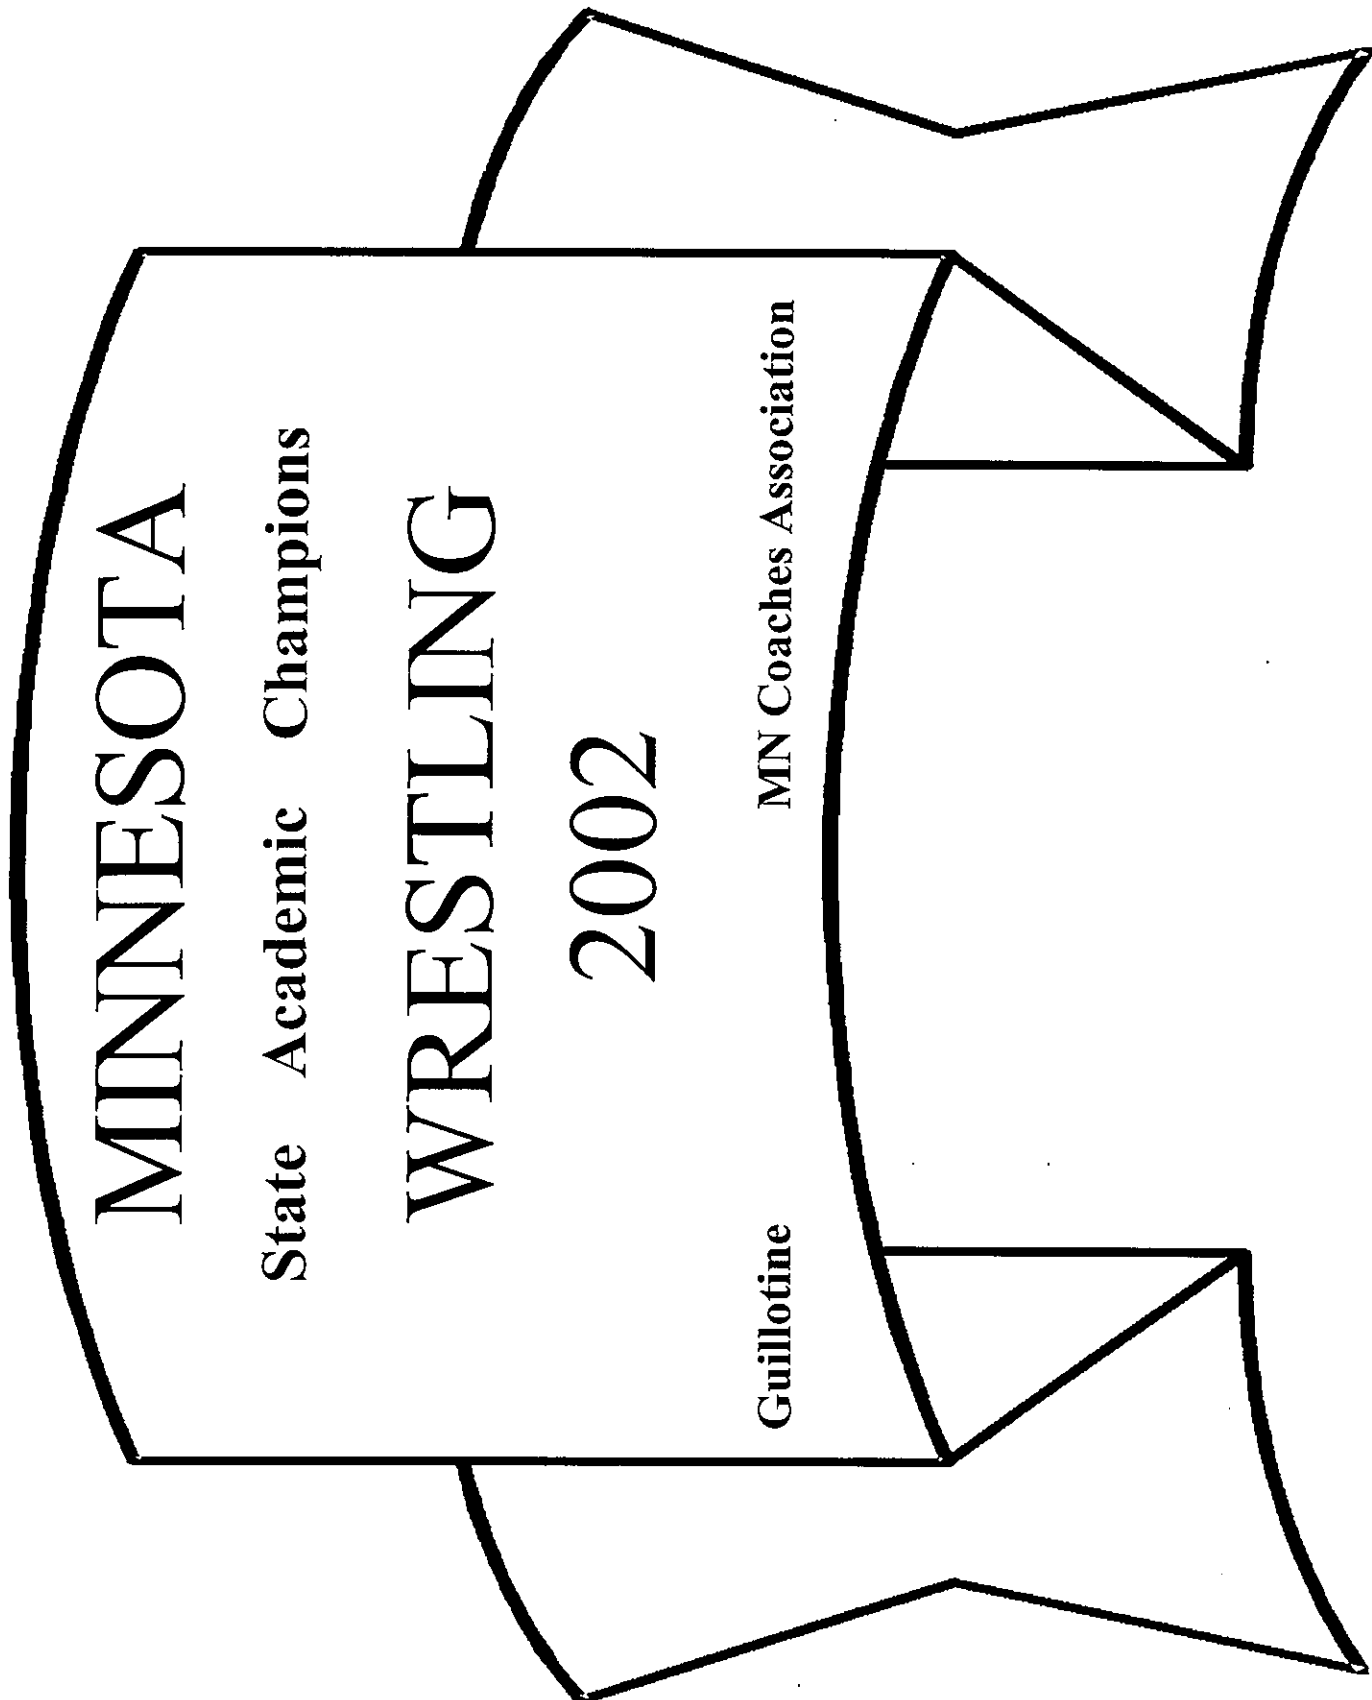 MINNESOTA
State Academic Champions
WRESTLING
2002
Guillotine MN Coaches Association